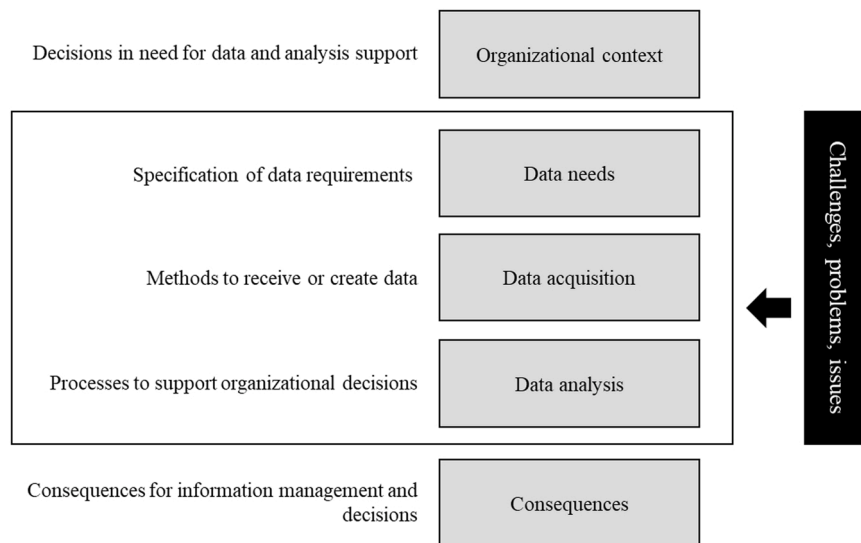 Decisions in need for data and analysis support
Organizational context
Specification of data requirements
Data needs
Methods to receive or create data
Data acquisition
Processes to support organizational decisions
Data analysis
Consequences for information management and
decisions
Consequences
Challenges, problems, issues